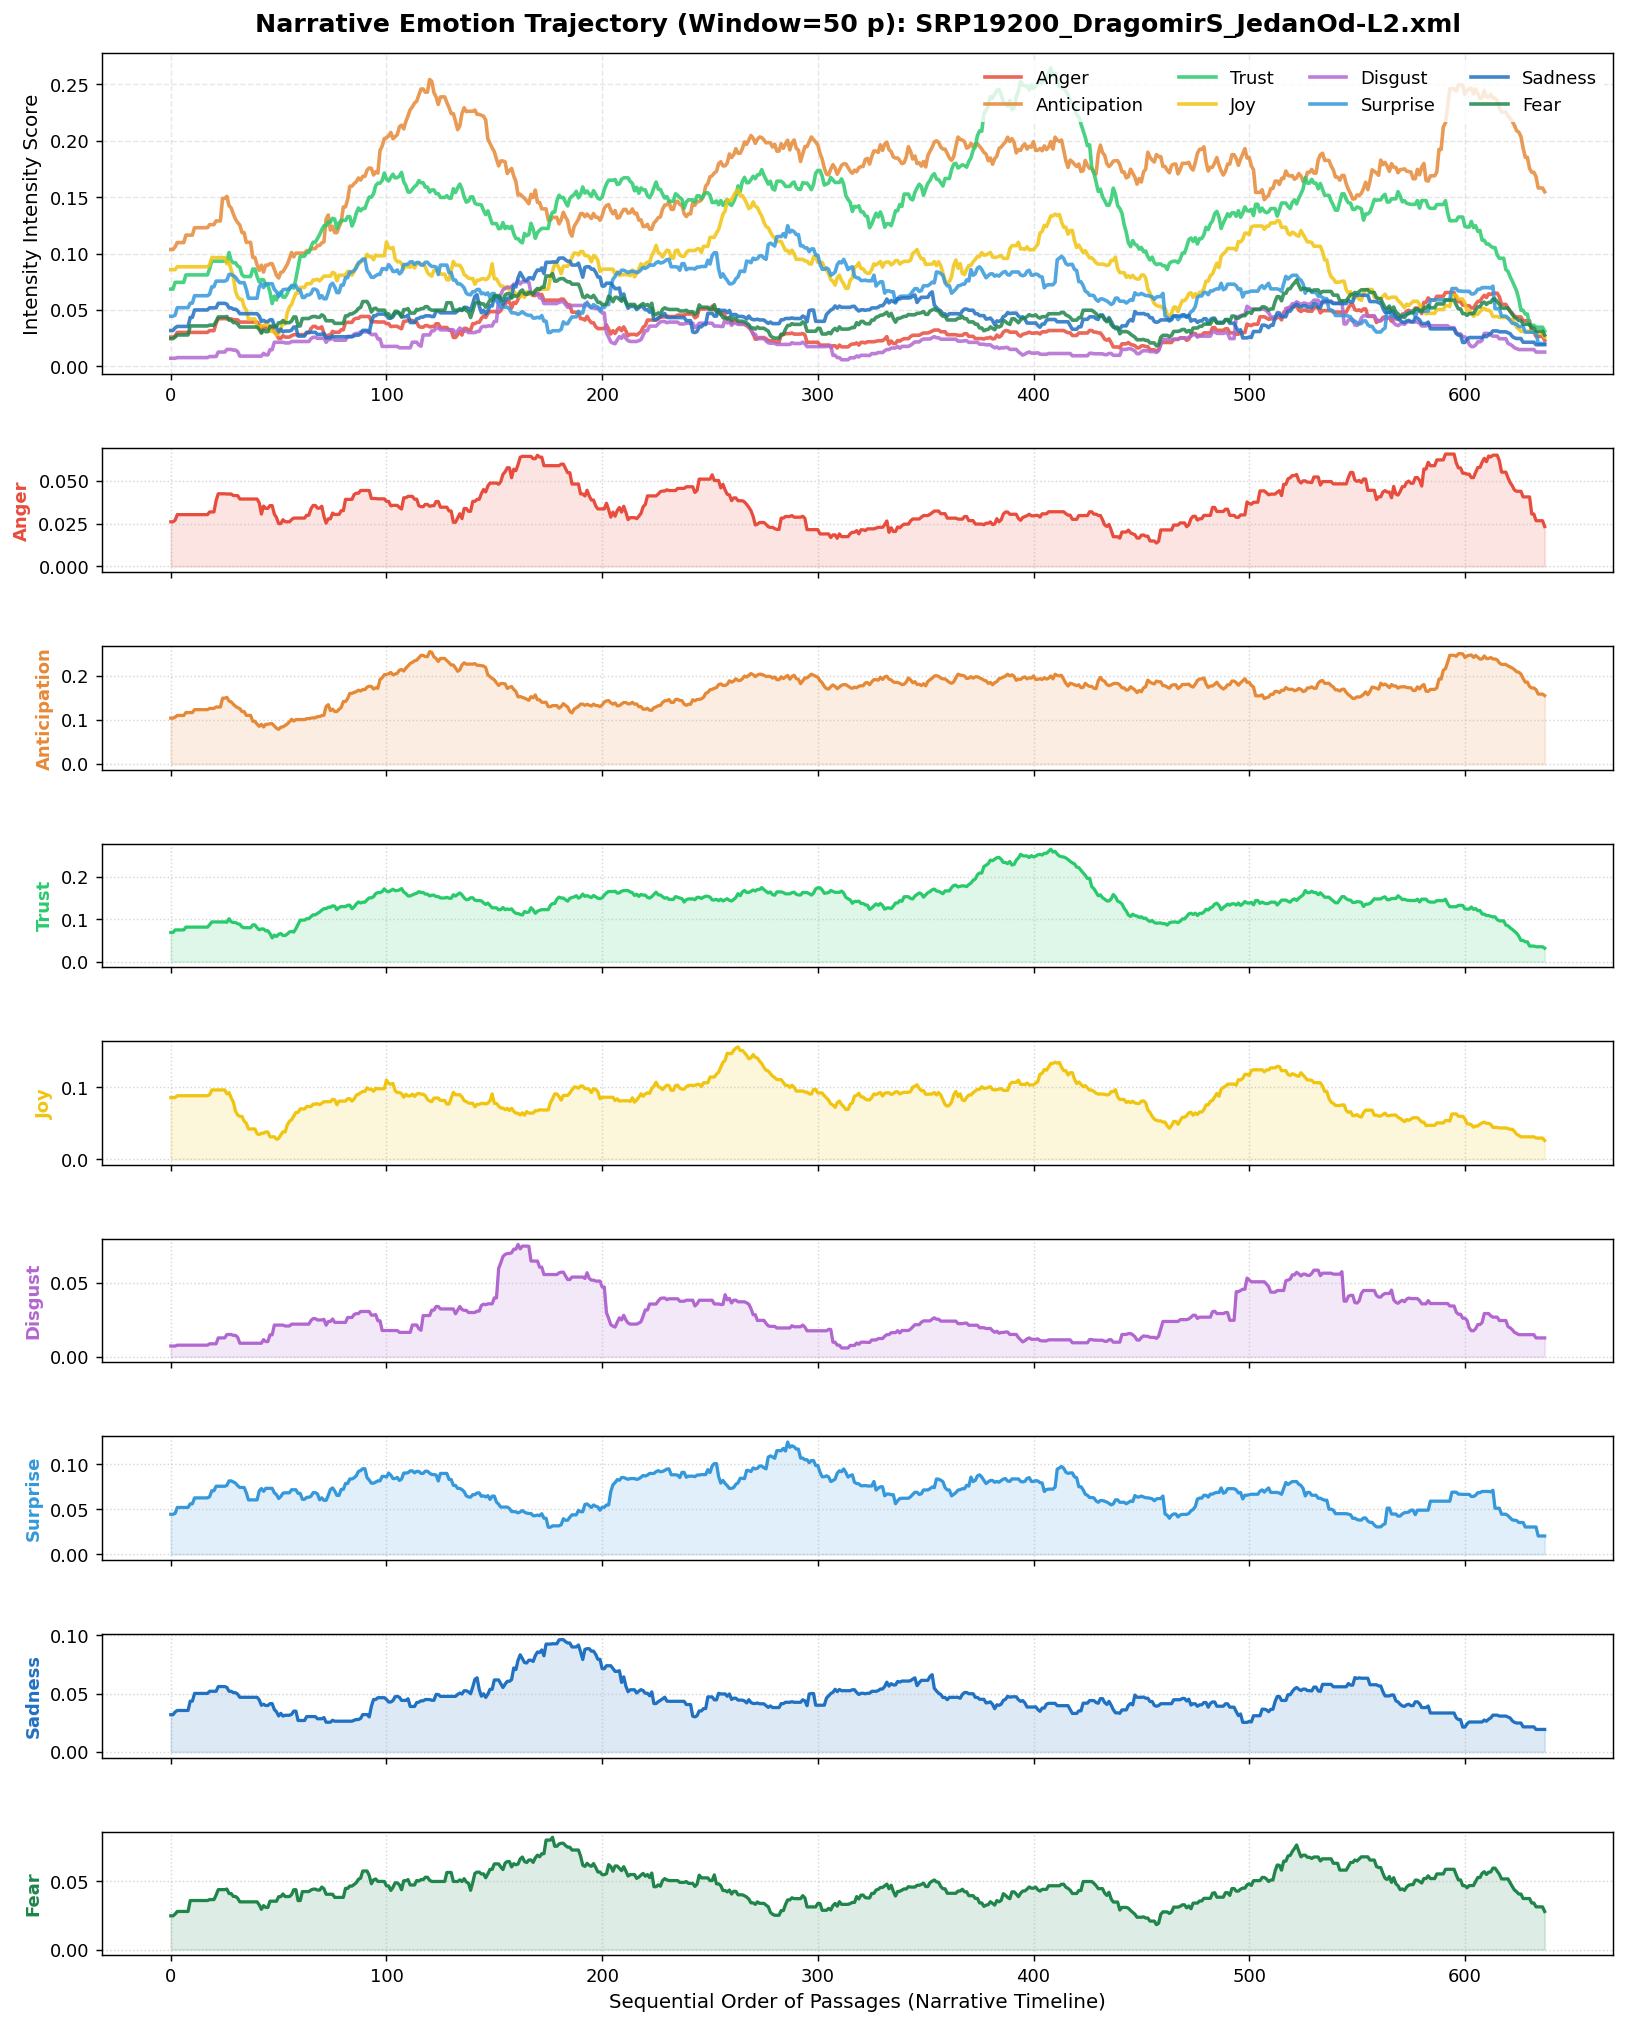 Narrative Emotion Trajectory (Window=50 p): SRP19200_DragomirS_JedanOd-L2.xml
Intensity Intensity Score
Anger Trust Disgust Sadness
Anticipation Joy Surprise Fear
0.25
0.20
0.15
0.10
0.05
0.00
0 100 200 300 400 500 600
Anger
0.050
0.025
0.000
Anticipation
0.2
0.1
0.0
Trust
0.2
0.1
0.0
Joy
0.1
0.0
Disgust
0.05
0.00
Surprise
0.10
0.05
0.00
Sadness
0.10
0.05
0.00
Fear
0.05
0.00
0 100 200 300 400 500 600
Sequential Order of Passages (Narrative Timeline)